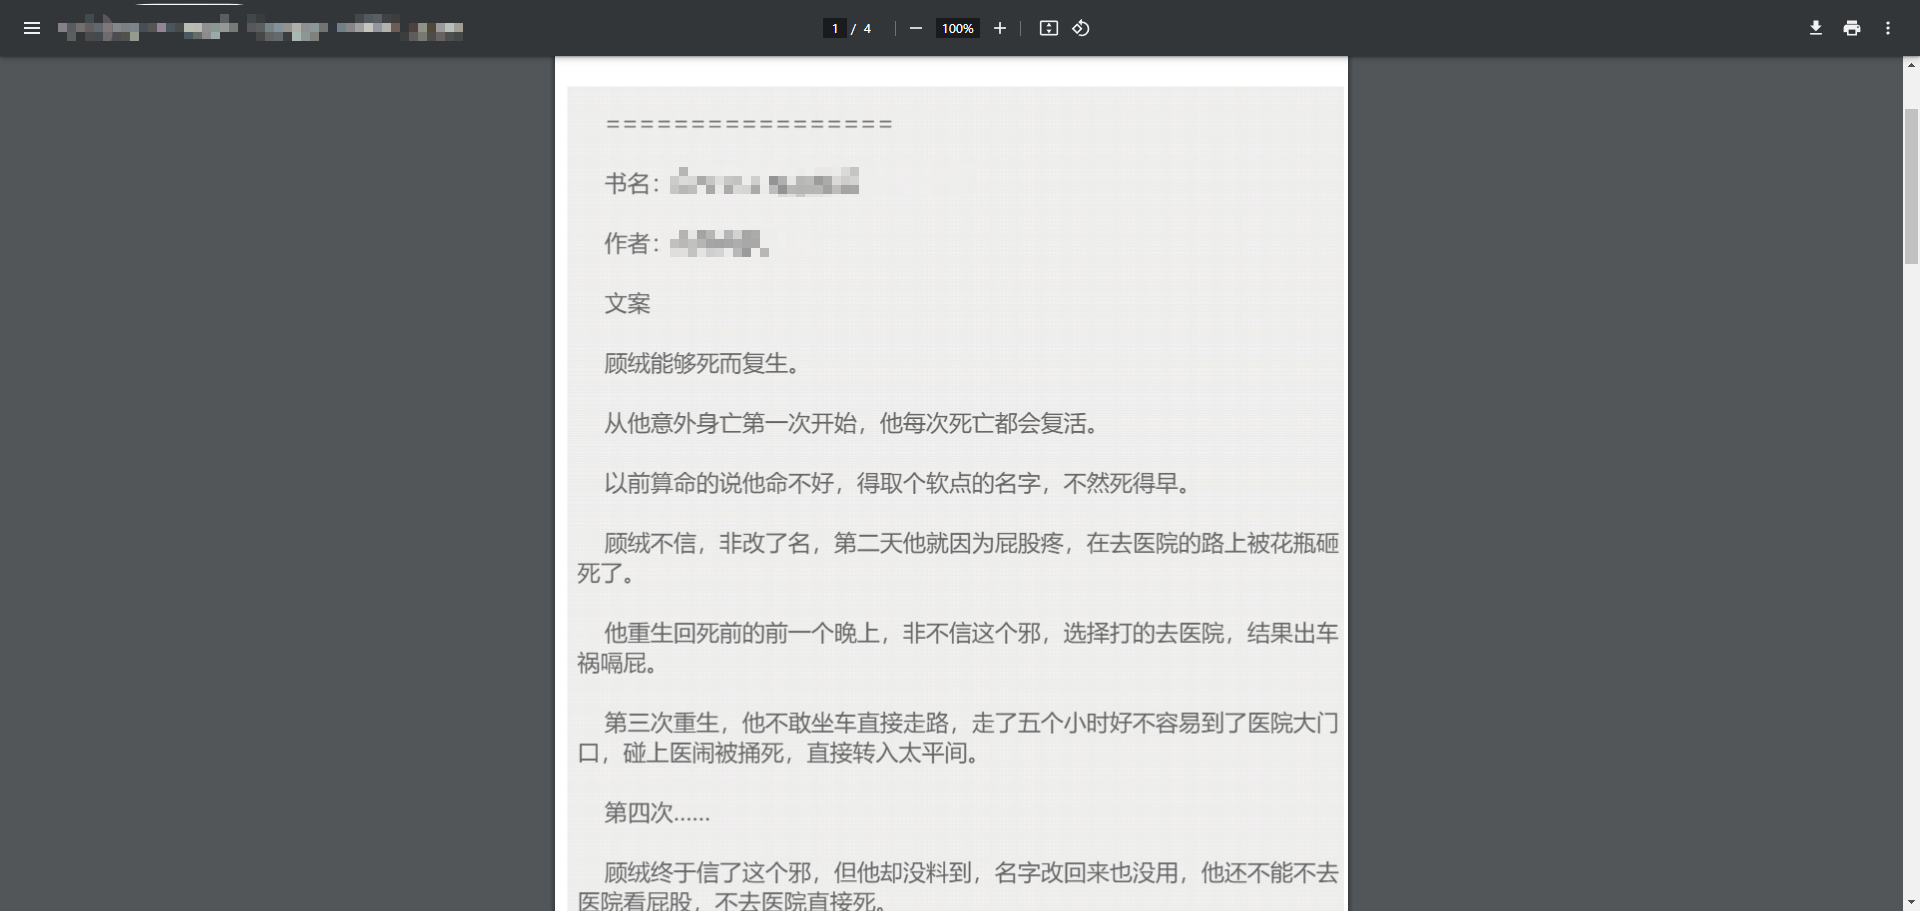 1 / 4
100%
=================
书名：
作者：
文案
顾绒能够死而复生。
从他意外身亡第一次开始，他每次死亡都会复活。
以前算命的说他命不好，得取个软点的名字，不然死得早。
顾绒不信，非改了名，第二天他就因为屁股疼，在去医院的路上被花瓶砸
死了。
他重生回死前的前一个晚上，非不信这个邪，选择打的去医院，结果出车
祸嗝屁。
第三次重生，他不敢坐车直接走路，走了五个小时好不容易到了医院大门
口，碰上医闹被捅死，直接转入太平间。
第四次......
顾绒终于信了这个邪，但他却没料到，名字改回来也没用，他还不能不去
医院看屁股，不去医院直接死。